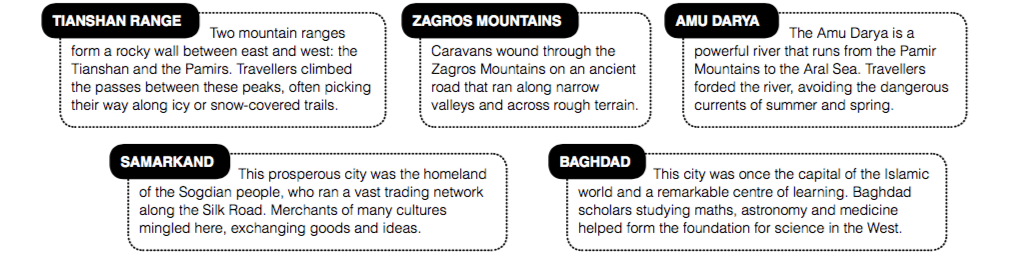 TIANSHAN RANGE
Two mountain ranges
form a rocky wall between east and west: the
Tianshan and the Pamirs. Travellers climbed
the passes between these peaks, often picking
their way along icy or snow-covered trails.
ZAGROS MOUNTAINS
Caravans wound through the
Zagros Mountains on an ancient
road that ran along narrow
valleys and across rough terrain.
AMU DARYA
The Amu Darya is a
powerful river that runs from the Pamir
Mountains to the Aral Sea. Travellers
forded the river, avoiding the dangerous
currents of summer and spring.
SAMARKAND
This prosperous city was the homeland
of the Sogdian people, who ran a vast trading network
along the Silk Road. Merchants of many cultures
mingled here, exchanging goods and ideas.
BAGHDAD
This city was once the capital of the Islamic
world and a remarkable centre of learning. Baghdad
scholars studying maths, astronomy and medicine
helped form the foundation for science in the West.